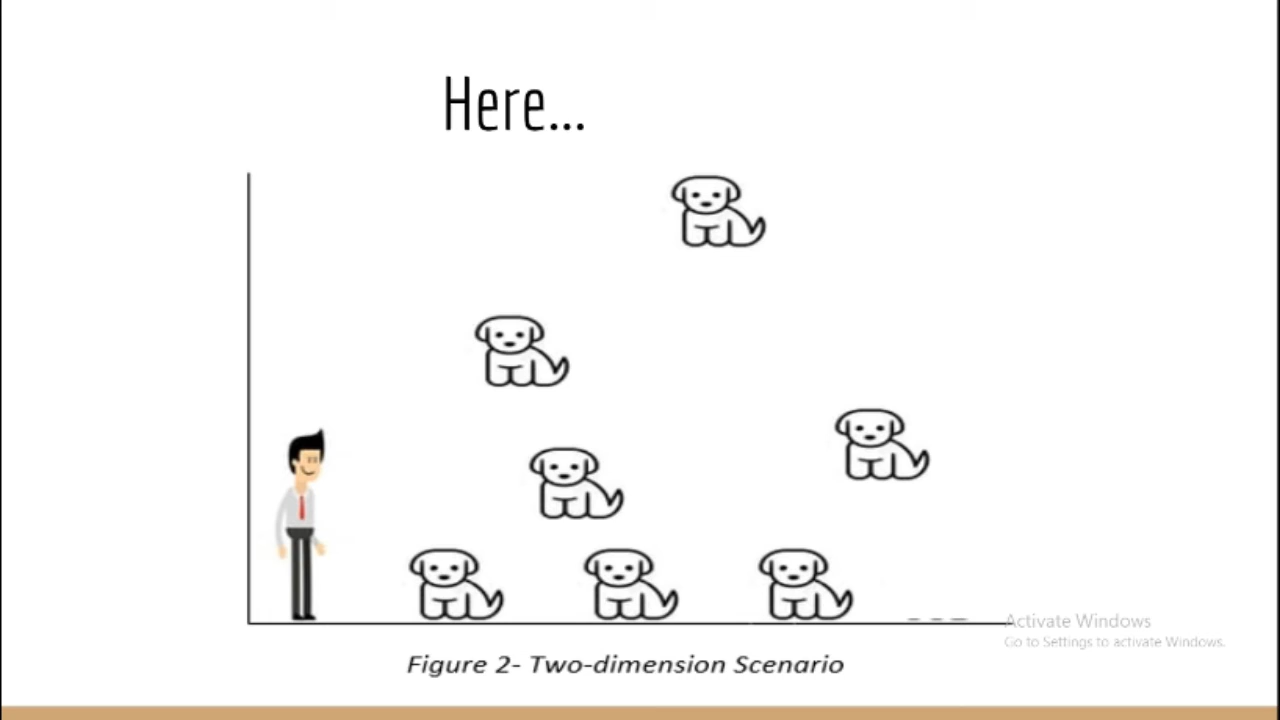 Here...
Activate Windows
Go to Settings to activate Windows.
Figure 2- Two-dimension Scenario